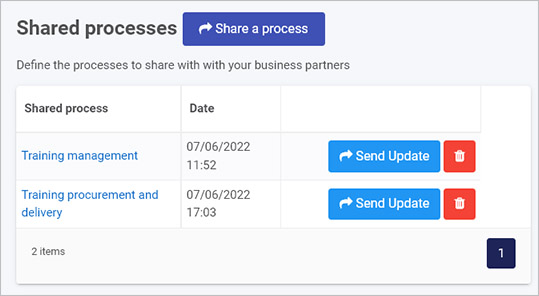 Shared processes
Share a process
Define the processes to share with with your business partners
Shared process Date
Training management 07/06/2022
11:52 Send Update
Training procurement and 07/06/2022
delivery 17:03 Send Update
2 items 1